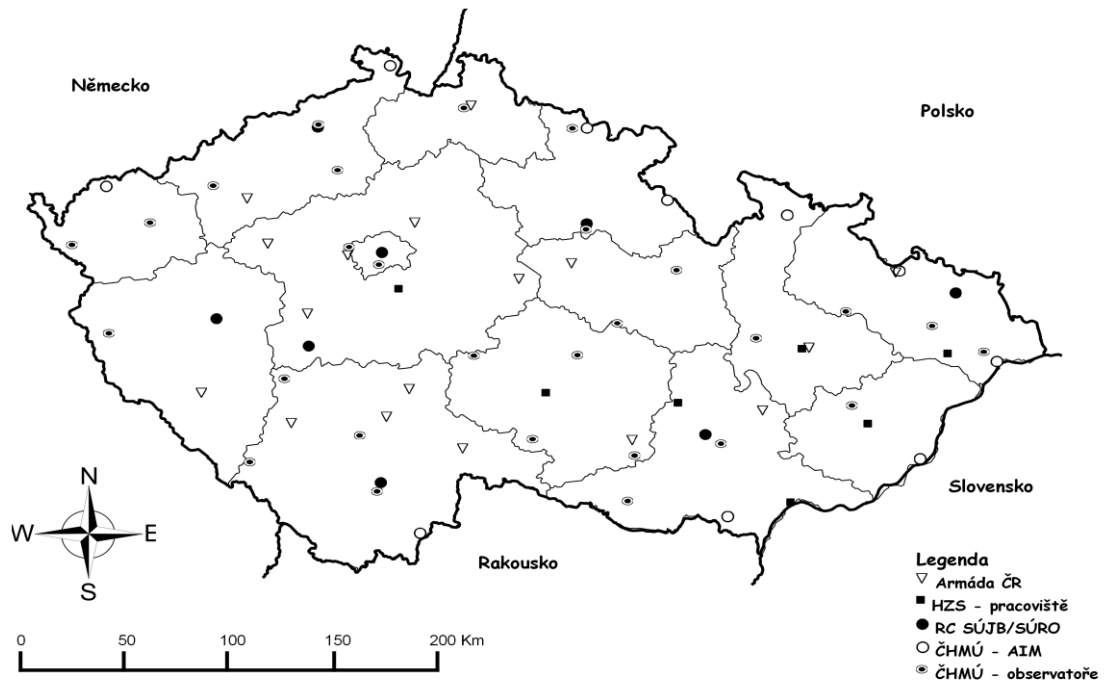 Německo
Polsko
Slovensko
Rakousko
N
W E
S
0 50 100 150 200 Km
Legenda
Armáda ČR
HZS - pracoviště
RC SÚJB/SÚRO
ČHMÚ - AIM
ČHMÚ - observatoře